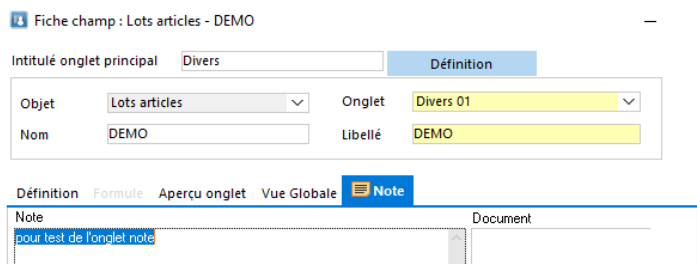 Fiche champ : Lots articles - DEMO
Intitulé onglet principal Divers Définition
Objet Lots articles Onglet Divers 01
Nom DEMO Libellé DEMO
Définition Formule Aperçu onglet Vue Globale Note
Note Document
pour test de l'onglet note